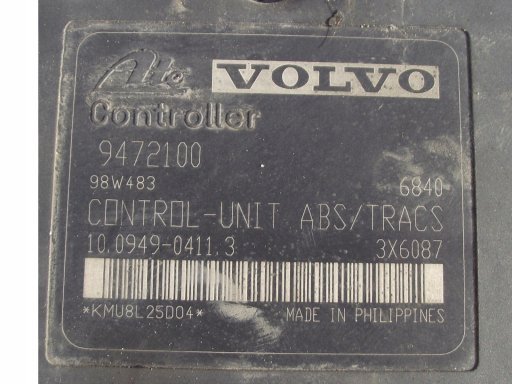 Ate VOLVO
Controller
9472100
98W483 6840
CONTROL-UNIT ABS/TRACS
10.0949-0411.3 3X6087
*KMU8L25D04* MADE IN PHILIPPINES